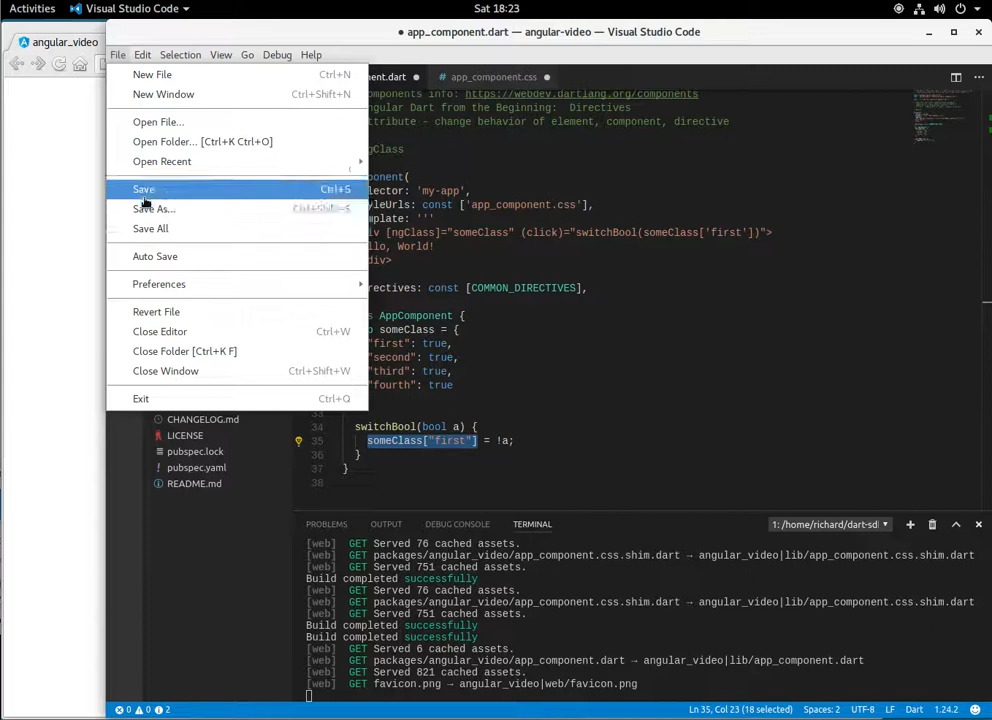 Activities
Visual Studio Code
Sat 18:23
● app_component.dart — angular-video — Visual Studio Code
angular_video
File Edit Selection View Go Debug Help
New File Ctrl+N
New Window Ctrl+Shift+N
Open File...
Open Folder... [Ctrl+K Ctrl+O]
Open Recent
Save Ctrl+S
Save As... Ctrl+Shift+S
Save All
Auto Save
Preferences
Revert File
Close Editor Ctrl+W
Close Folder [Ctrl+K F]
Close Window Ctrl+Shift+W
Exit Ctrl+Q
CHANGELOG.md
LICENSE
pubspec.lock
pubspec.yaml
README.md
nent.dart ● app_component.css ●
omponents info: https://webdev.dartlang.org/components
ngular Dart from the Beginning: Directives
ttribute - change behavior of element, component, directive
gClass
ponent(
lector: 'my-app',
yleUrls: const ['app_component.css'],
mplate: '''
iv [ngClass]="someClass" (click)="switchBool(someClass['first'])">
llo, World!
div>
rectives: const [COMMON_DIRECTIVES],
s AppComponent {
p someClass = {
"first": true,
"second": true,
"third": true,
"fourth": true
33
34 switchBool(bool a) {
35 someClass["first"] = !a;
36 }
37 }
38
PROBLEMS OUTPUT DEBUG CONSOLE TERMINAL
1: /home/richard/dart-sdl
[web] GET Served 76 cached assets.
[web] GET packages/angular_video/app_component.css.shim.dart → angular_video|lib/app_component.css.shim.dart
[web] GET Served 751 cached assets.
Build completed successfully
[web] GET Served 76 cached assets.
[web] GET packages/angular_video/app_component.css.shim.dart → angular_video|lib/app_component.css.shim.dart
[web] GET Served 751 cached assets.
Build completed successfully
Build completed successfully
[web] GET Served 6 cached assets.
[web] GET packages/angular_video/app_component.dart → angular_video|lib/app_component.dart
[web] GET Served 821 cached assets.
[web] GET favicon.png → angular_video|web/favicon.png
0 0 2
Ln 35, Col 23 (18 selected) Spaces: 2 UTF-8 LF Dart 1.24.2